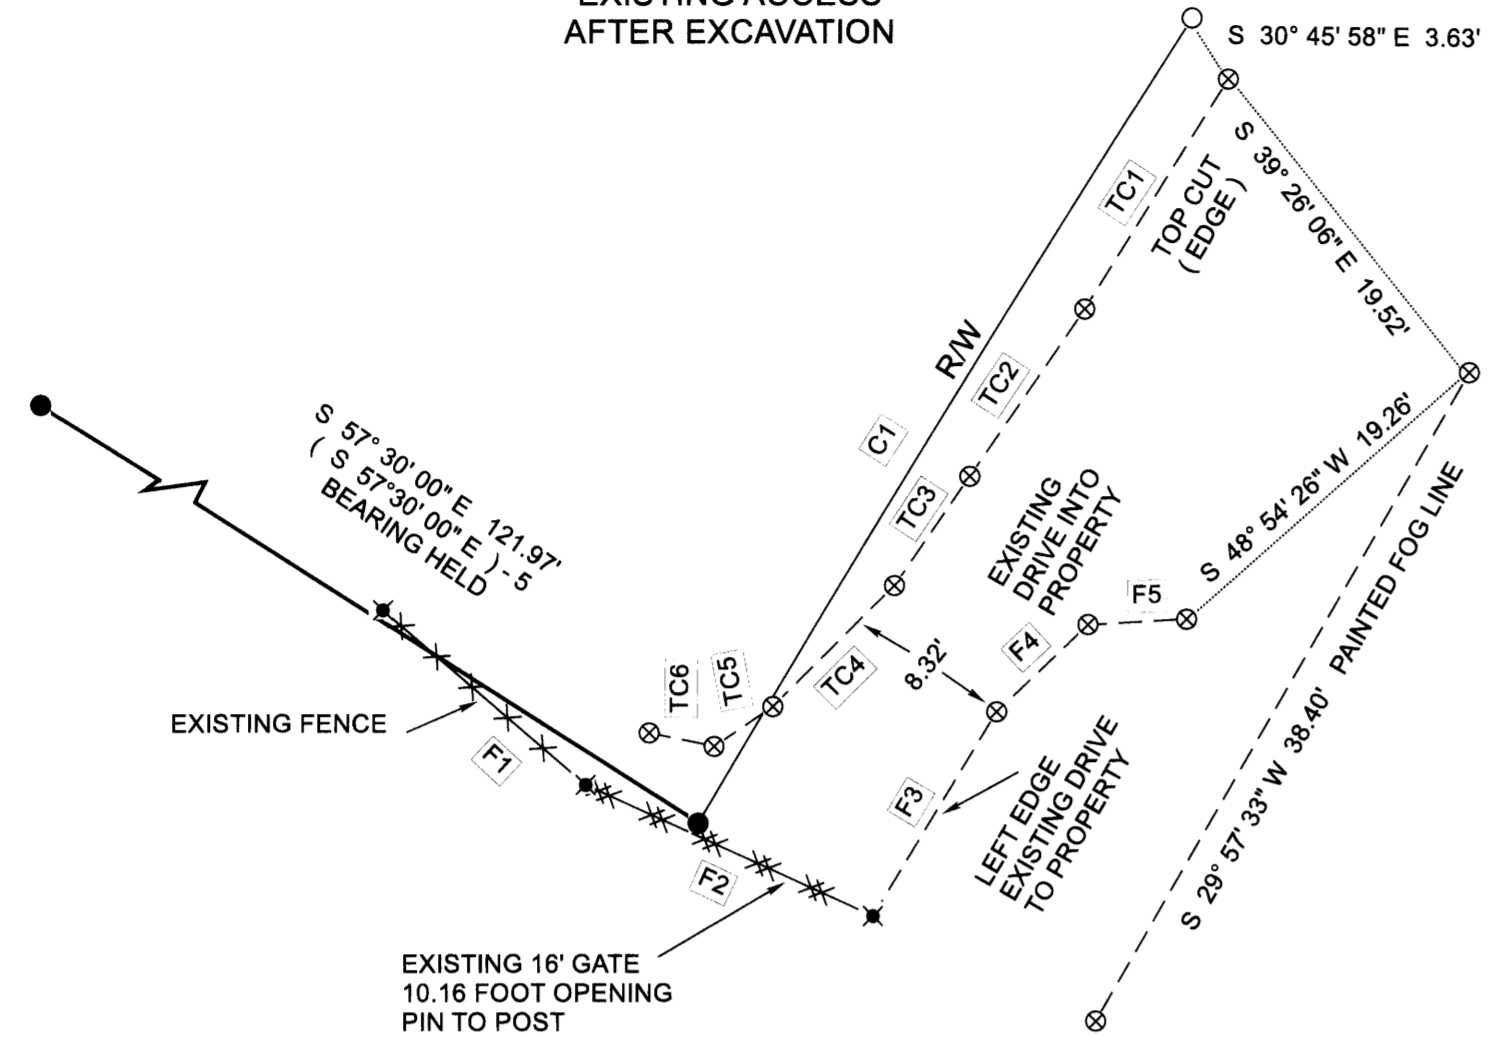 EXISTING ACCESS
AFTER EXCAVATION
S 30° 45' 58" E 3.63'
TC1
TOP CUT
( EDGE )
S 39° 26' 06" E 19.52'
R/W
TC2
C1
S 57° 30' 00" E 121.97'
( S 57°30' 00" E ) - 5
BEARING HELD
TC3
EXISTING
DRIVE INTO
PROPERTY
S 48° 54' 26" W 19.26'
F5
F4
8.32'
TC4
TC5
TC6
EXISTING FENCE
F1
F3
LEFT EDGE
EXISTING DRIVE
TO PROPERTY
S 29° 57' 33" W 38.40' PAINTED FOG LINE
F2
EXISTING 16' GATE
10.16 FOOT OPENING
PIN TO POST